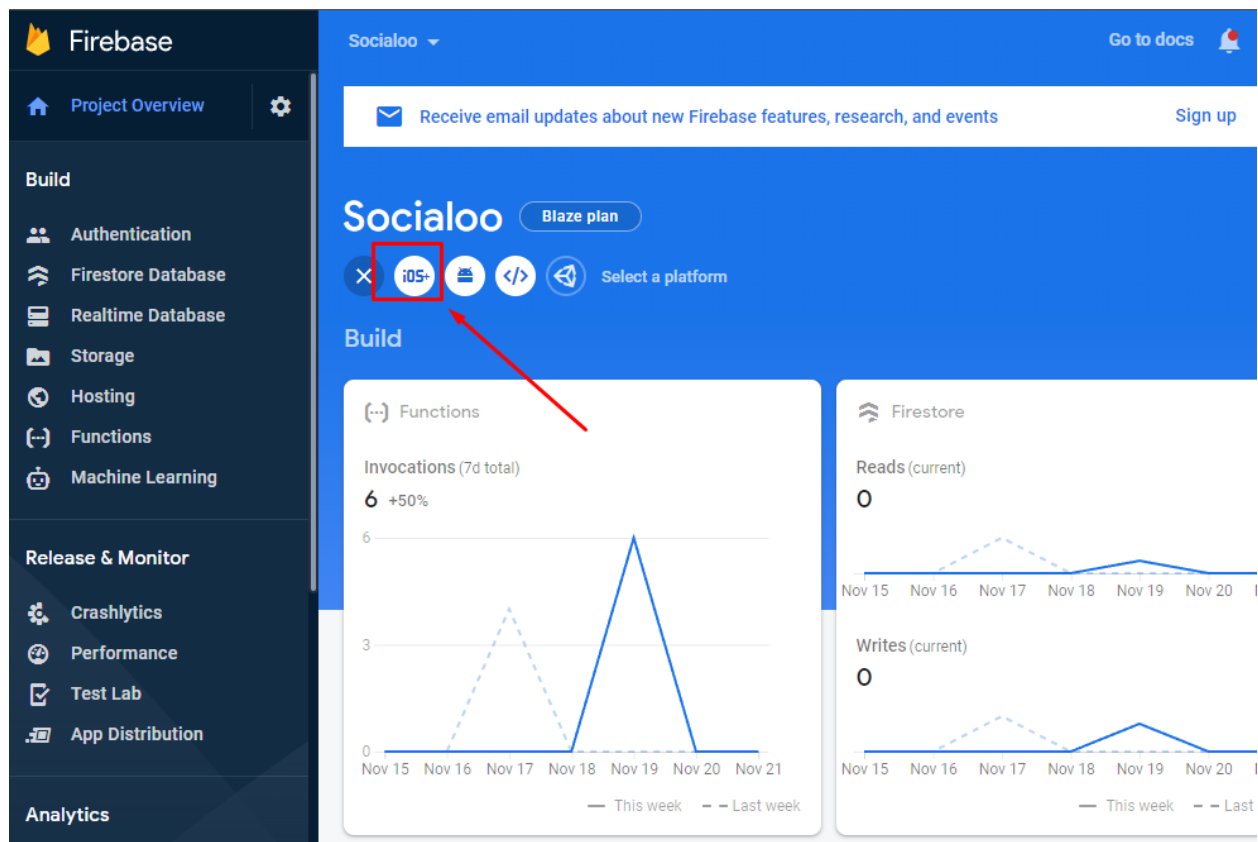 Firebase
Project Overview
Build
Authentication
Firestore Database
Realtime Database
Storage
Hosting
Functions
Machine Learning
Release & Monitor
Crashlytics
Performance
Test Lab
App Distribution
Analytics
Socialoo
Go to docs
Receive email updates about new Firebase features, research, and events
Sign up
Socialoo Blaze plan
iOS+ </> Select a platform
Build
Functions
Invocations (7d total)
6 +50%
6
3
0
Nov 15 Nov 16 Nov 17 Nov 18 Nov 19 Nov 20 Nov 21
This week Last week
Firestore
Reads (current)
0
Nov 15 Nov 16 Nov 17 Nov 18 Nov 19 Nov 20
Writes (current)
0
Nov 15 Nov 16 Nov 17 Nov 18 Nov 19 Nov 20
This week Last